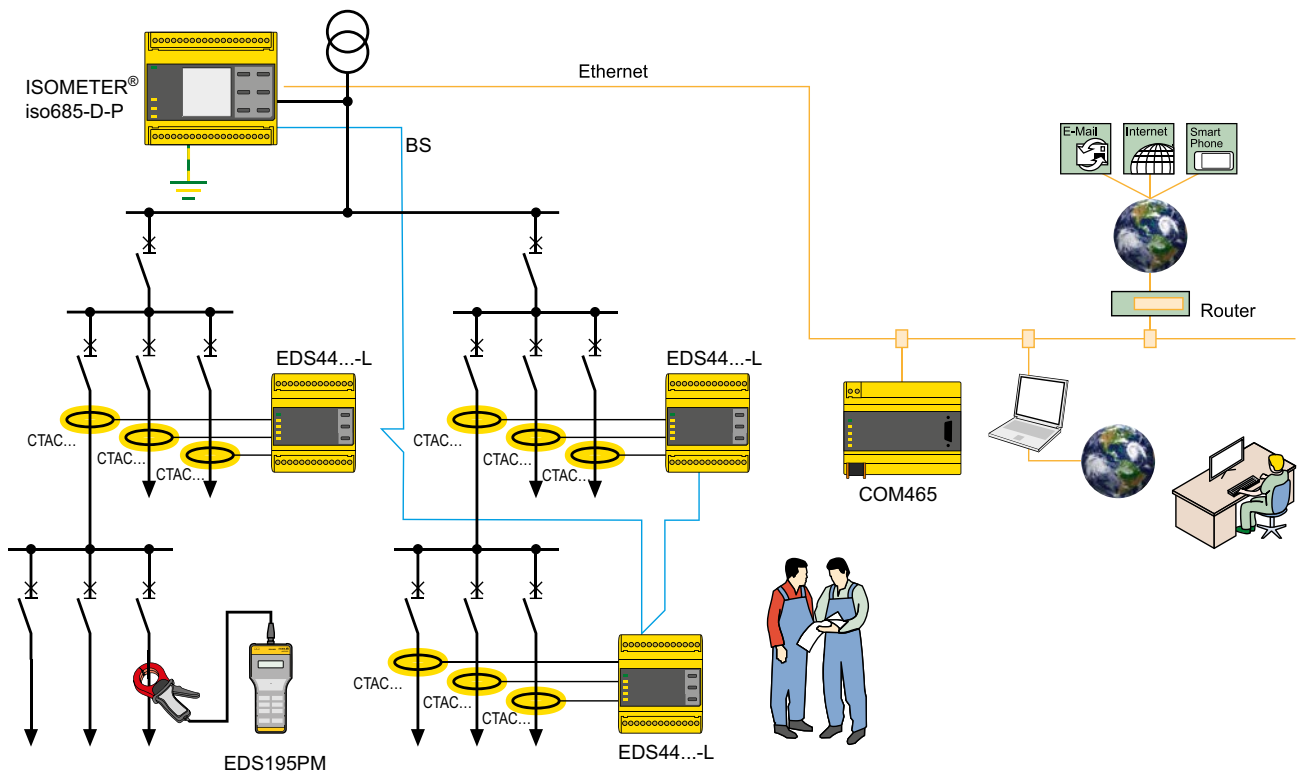 ISOMETER®
iso685-D-P
Ethernet
BS
E-Mail
Internet
Smart
Phone
Router
EDS44...-L
EDS44...-L
CTAC...
CTAC...
CTAC...
CTAC...
CTAC...
CTAC...
COM465
CTAC...
CTAC...
CTAC...
EDS44...-L
EDS195PM